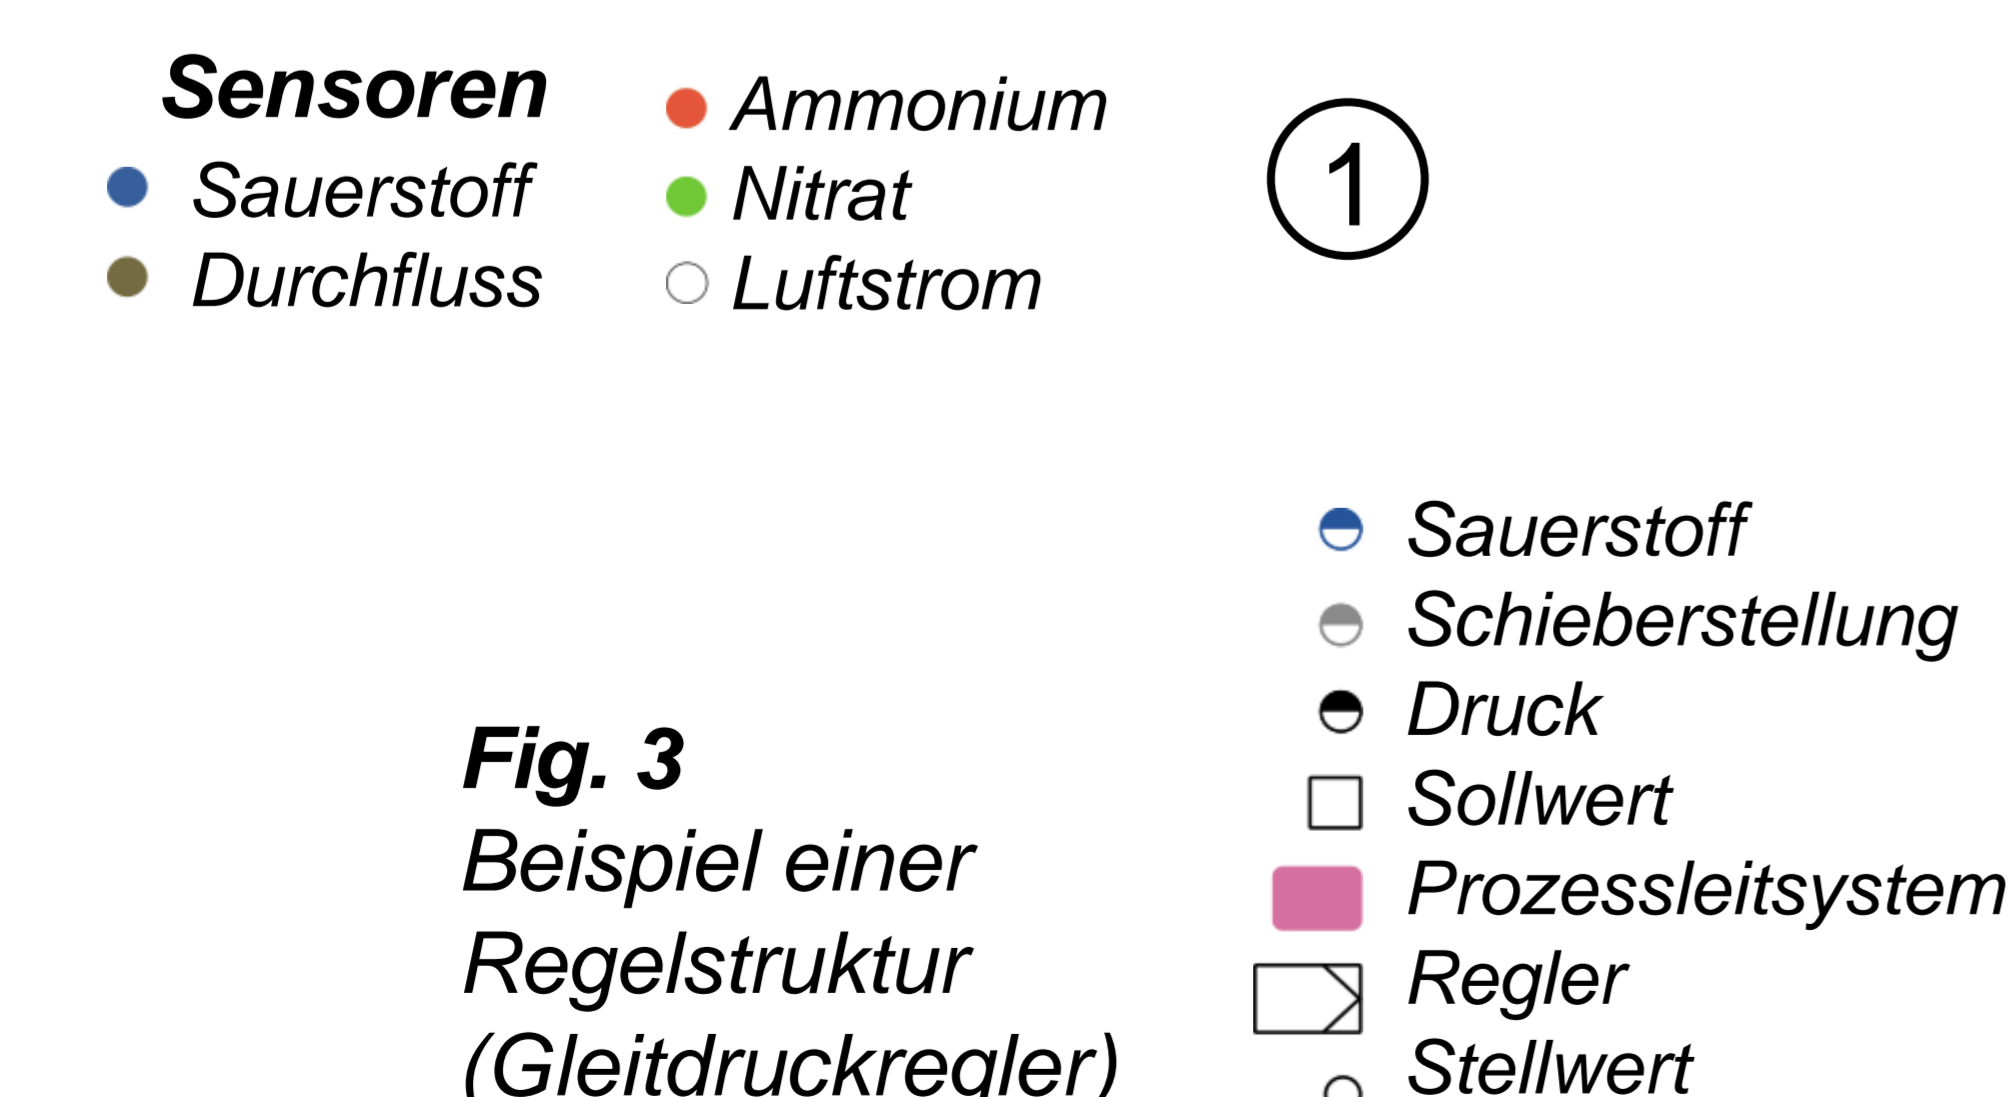 Sensoren
Sauerstoff
Durchfluss
Ammonium
Nitrat
Luftstrom
1
Sauerstoff
Schieberstellung
Druck
Sollwert
Prozessleitsystem
Regler
Stellwert
Fig. 3
Beispiel einer
Regelstruktur
(Gleitdruckregler)